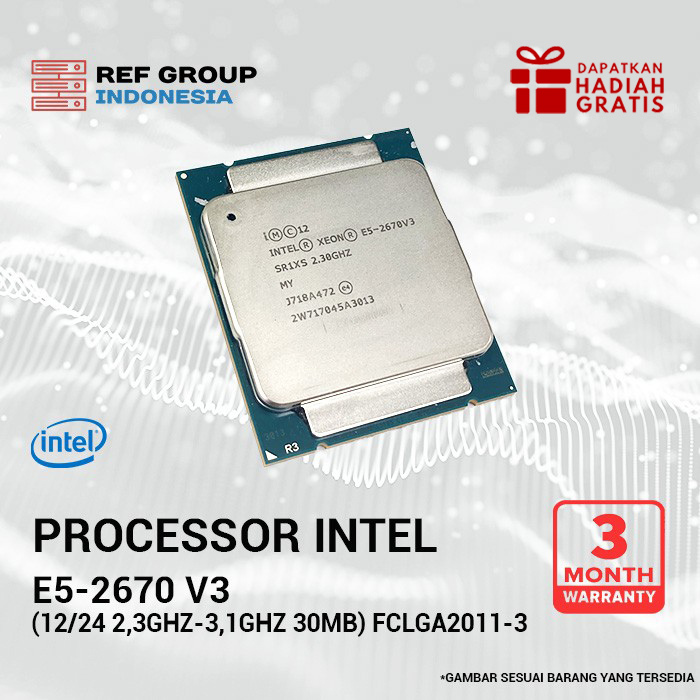 REF GROUP
INDONESIA
DAPATKAN
HADIAH
GRATIS
i Ⓜ Ⓒ 12
INTEL® XEON® E5-2670V3
SR1XS 2.30GHZ
MY
J718A472 e4
2W717045A3013
R3
intel
PROCESSOR INTEL
E5-2670 V3
(12/24 2,3GHZ-3,1GHZ 30MB) FCLGA2011-3
3
MONTH
WARRANTY
*GAMBAR SESUAI BARANG YANG TERSEDIA